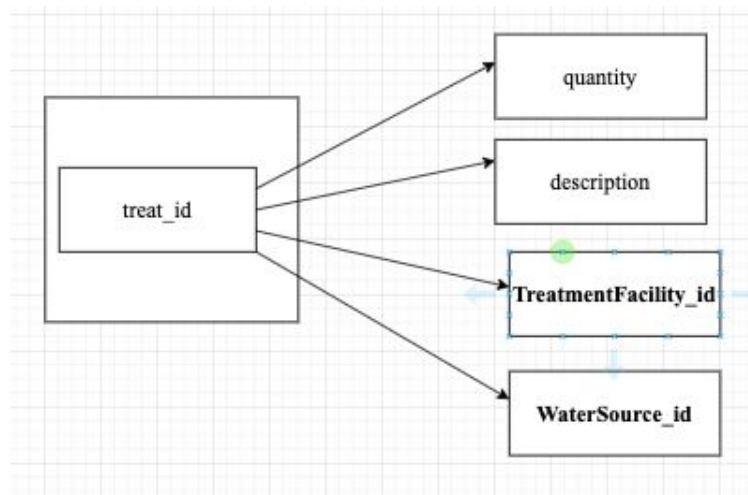 quantity
description
treat_id
TreatmentFacility_id
WaterSource_id